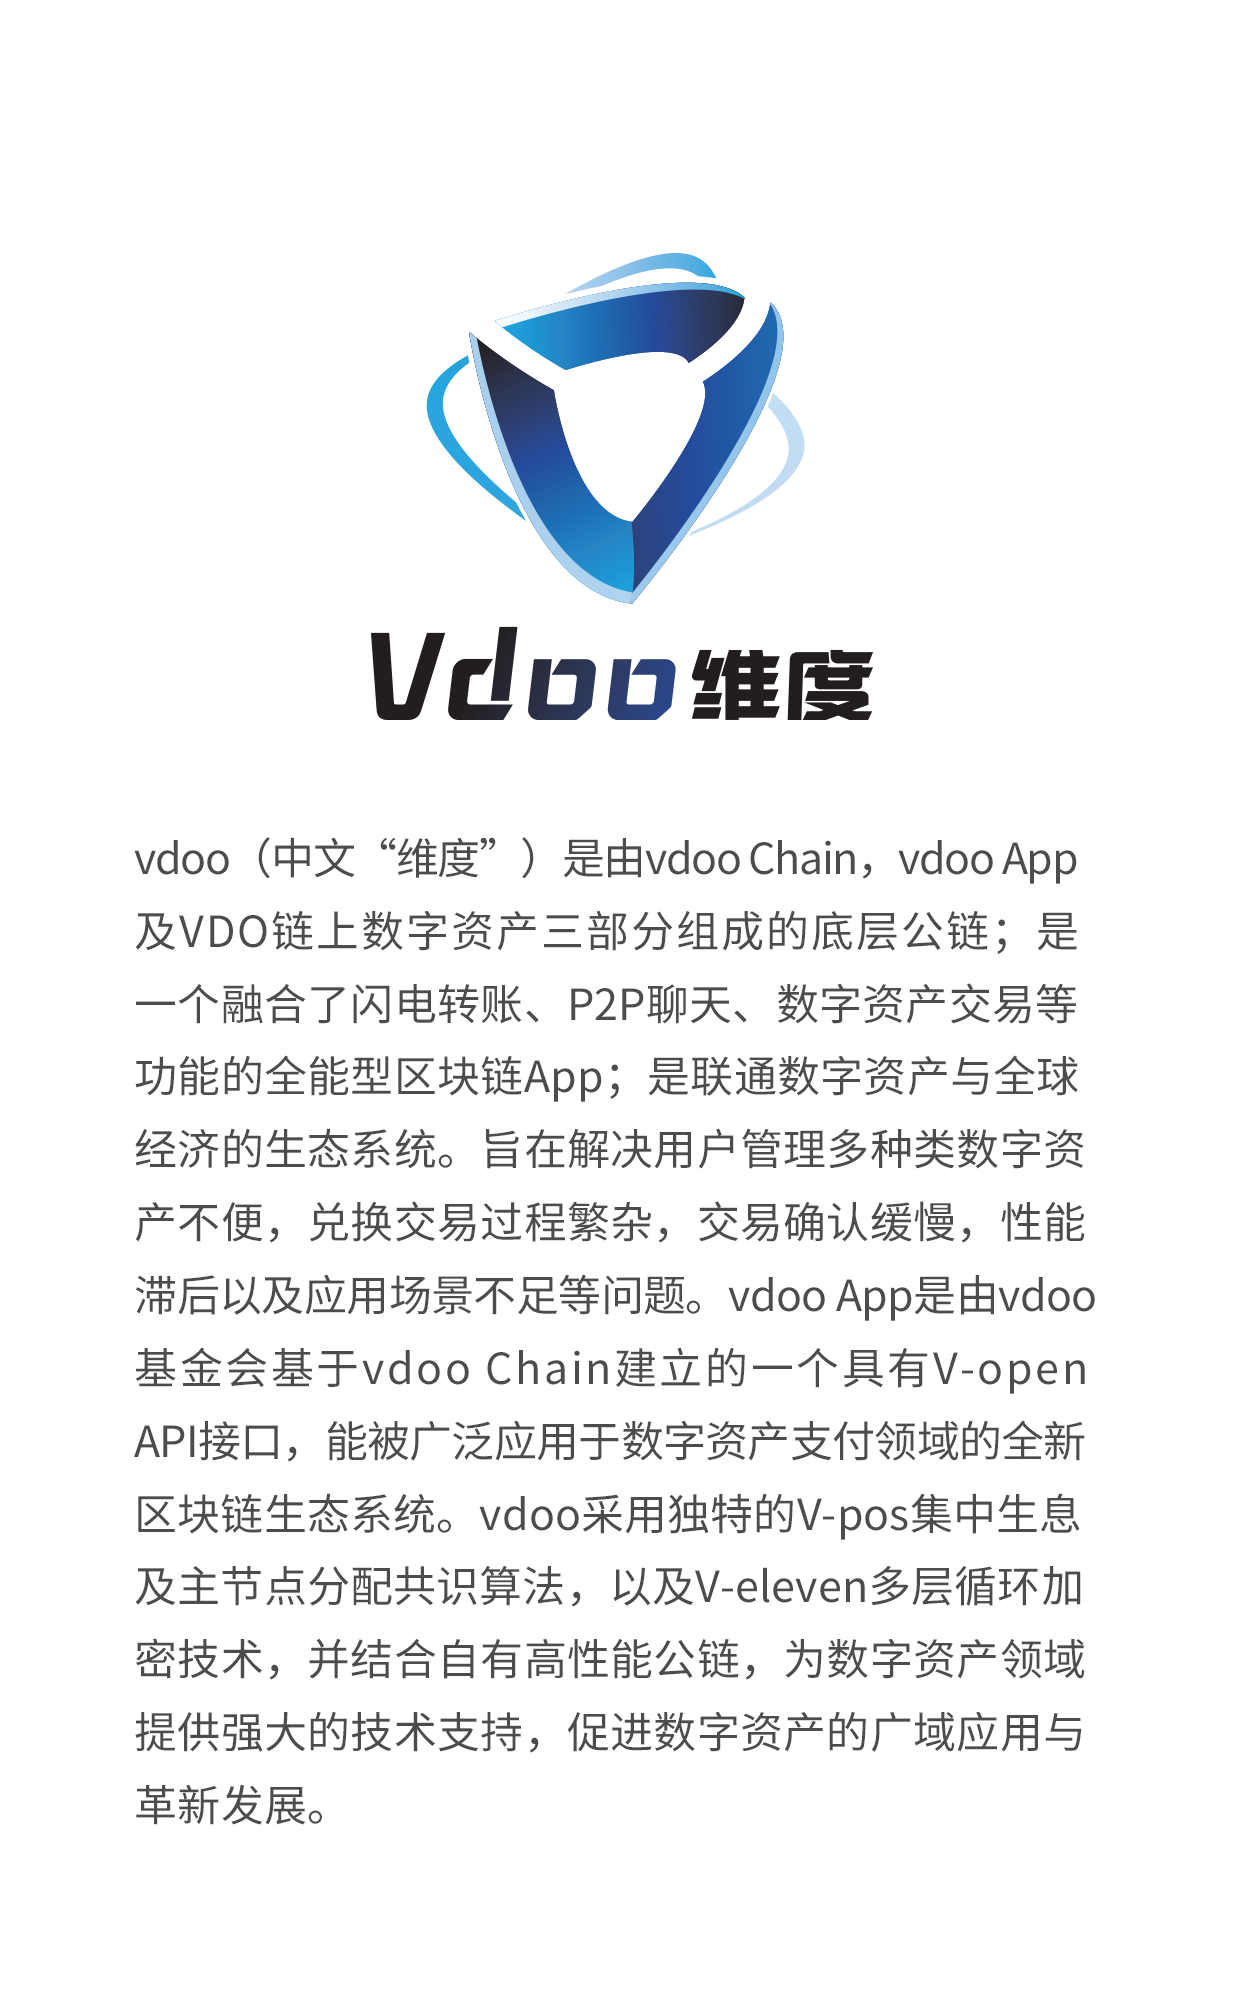 Vdoo维度
vdoo（中文“维度”）是由vdoo Chain，vdoo App
及VDO链上数字资产三部分组成的底层公链；是
一个融合了闪电转账、P2P聊天、数字资产交易等
功能的全能型区块链App；是联通数字资产与全球
经济的生态系统。旨在解决用户管理多种类数字资
产不便，兑换交易过程繁杂，交易确认缓慢，性能
滞后以及应用场景不足等问题。vdoo App是由vdoo
基金会基于vdoo Chain建立的一个具有V-open
API接口，能被广泛应用于数字资产支付领域的全新
区块链生态系统。vdoo采用独特的V-pos集中生息
及主节点分配共识算法，以及V-eleven多层循环加
密技术，并结合自有高性能公链，为数字资产领域
提供强大的技术支持，促进数字资产的广域应用与
革新发展。